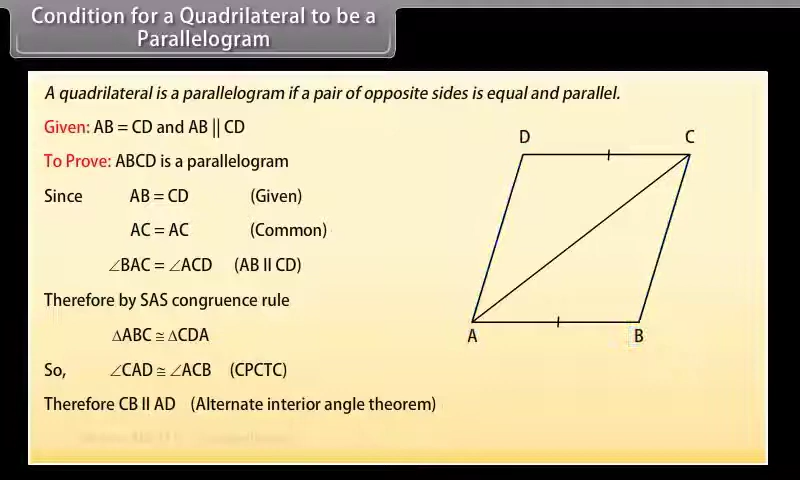 Condition for a Quadrilateral to be a
Parallelogram
A quadrilateral is a parallelogram if a pair of opposite sides is equal and parallel.
Given: AB = CD and AB || CD
To Prove: ABCD is a parallelogram
Since AB = CD (Given)
AC = AC (Common)
∠BAC = ∠ACD (AB II CD)
Therefore by SAS congruence rule
∆ABC ≅ ∆CDA
So, ∠CAD ≅ ∠ACB (CPCTC)
Therefore CB II AD (Alternate interior angle theorem)
D C
A B